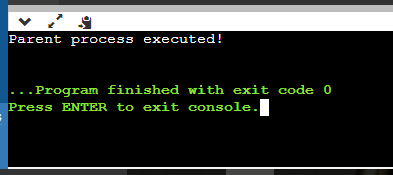 Parent process executed!
...Program finished with exit code 0
Press ENTER to exit console.